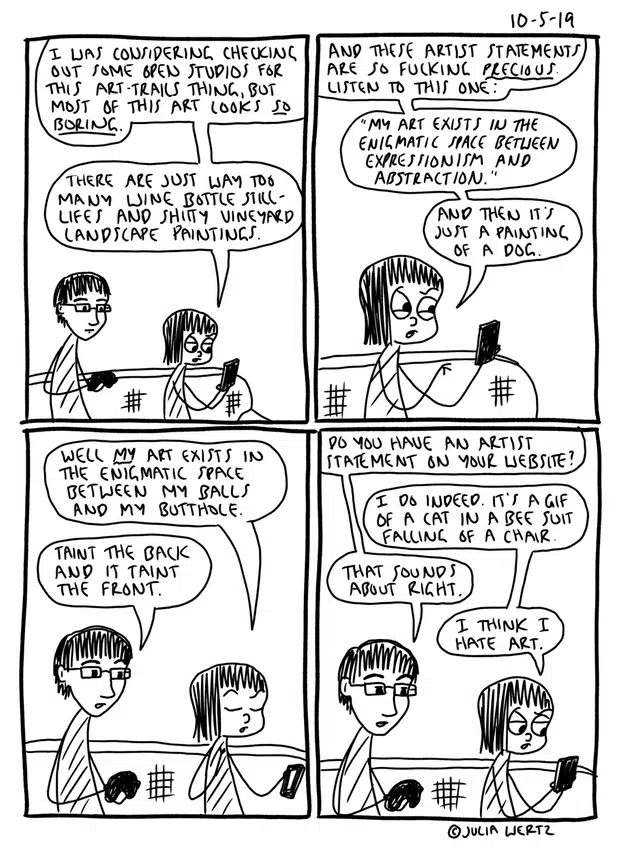 10-5-19
I WAS CONSIDERING CHECKING
OUT SOME OPEN STUDIOS FOR
THIS ART-TRAILS THING, BUT
MOST OF THIS ART LOOKS SO
BORING.
THERE ARE JUST WAY TOO
MANY WINE BOTTLE STILL-
LIFES AND SHITTY VINEYARD
LANDSCAPE PAINTINGS.
AND THESE ARTIST STATEMENTS
ARE SO FUCKING PRECIOUS.
LISTEN TO THIS ONE:
"MY ART EXISTS IN THE
ENIGMATIC SPACE BETWEEN
EXPRESSIONISM AND
ABSTRACTION."
AND THEN IT'S
JUST A PAINTING
OF A DOG.
WELL MY ART EXISTS IN
THE ENIGMATIC SPACE
BETWEEN MY BALLS
AND MY BUTTHOLE.
TAINT THE BACK
AND IT TAINT
THE FRONT.
DO YOU HAVE AN ARTIST
STATEMENT ON YOUR WEBSITE?
I DO INDEED. IT'S A GIF
OF A CAT IN A BEE SUIT
FALLING OF A CHAIR.
THAT SOUNDS
ABOUT RIGHT.
I THINK I
HATE ART.
©JULIA WERTZ